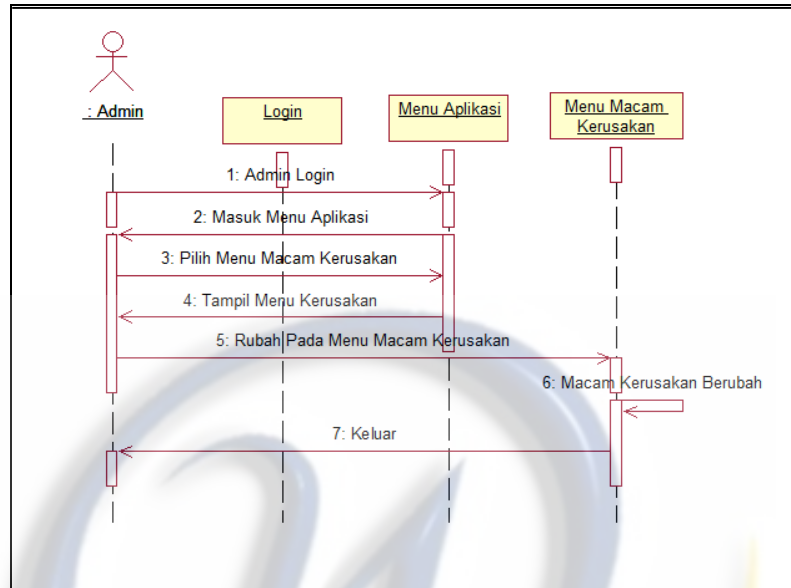 : Admin
Login
Menu Aplikasi
Menu Macam
Kerusakan
1: Admin Login
2: Masuk Menu Aplikasi
3: Pilih Menu Macam Kerusakan
4: Tampil Menu Kerusakan
5: Rubah Pada Menu Macam Kerusakan
6: Macam Kerusakan Berubah
7: Keluar